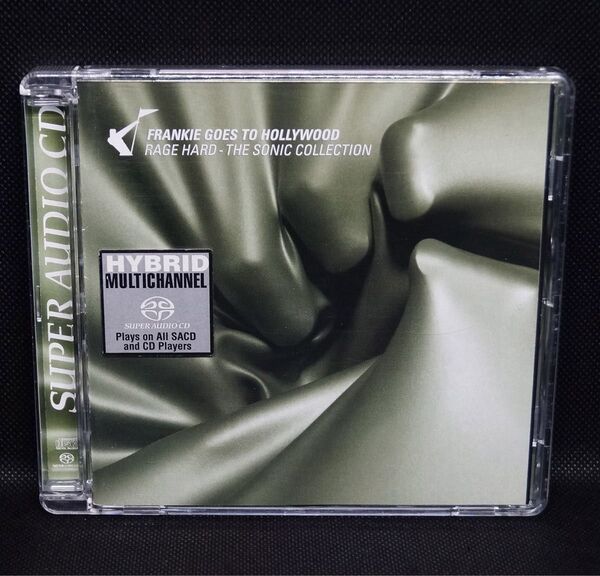 SUPER AUDIO CD
FRANKIE GOES TO HOLLYWOOD
RAGE HARD - THE SONIC COLLECTION
HYBRID
MULTICHANNEL
SUPER AUDIO CD
Plays on All SACD
and CD Players